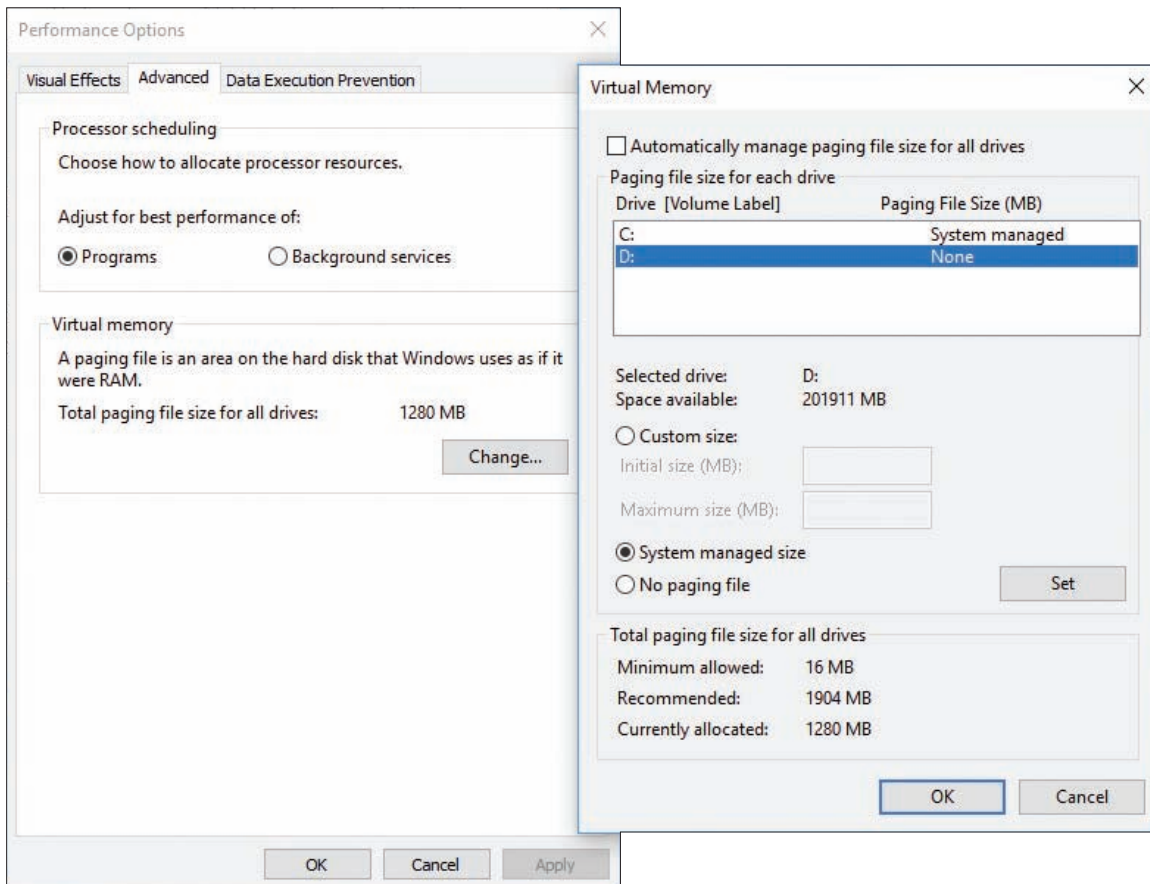 Performance Options
Visual Effects Advanced Data Execution Prevention
Processor scheduling
Choose how to allocate processor resources.
Adjust for best performance of:
Programs Background services
Virtual memory
A paging file is an area on the hard disk that Windows uses as if it
were RAM.
Total paging file size for all drives: 1280 MB
Change...
OK Cancel Apply
Virtual Memory
Automatically manage paging file size for all drives
Paging file size for each drive
Drive [Volume Label] Paging File Size (MB)
C: System managed
D: None
Selected drive: D:
Space available: 201911 MB
Custom size:
Initial size (MB):
Maximum size (MB):
System managed size
No paging file Set
Total paging file size for all drives
Minimum allowed: 16 MB
Recommended: 1904 MB
Currently allocated: 1280 MB
OK Cancel